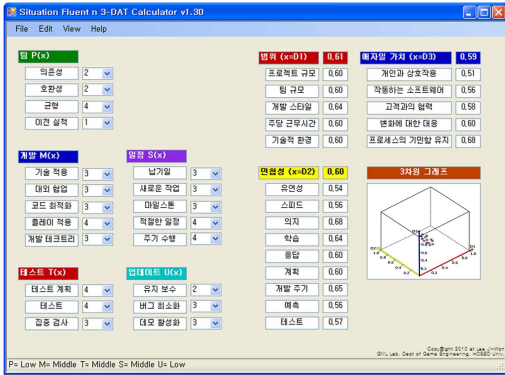 Situation Fluent n 3-DAT Calculator v1.30
File Edit View Help
팀 P(x)
의존성 2
호환성 2
균형 4
이전 실적 1
개발 M(x)
기술 적용 3
대외 협업 3
코드 최적화 3
플레이 적용 4
개발 테크트리 3
일정 S(x)
납기일 3
새로운 작업 3
마일스톤 3
적절한 일정 4
주기 수행 4
테스트 T(x)
테스트 계획 4
테스트 4
집중 검사 3
업데이트 U(x)
유지 보수 2
버그 최소화 3
데모 활성화 3
범위 (x=D1) 0,61
프로젝트 규모 0,60
팀 규모 0,60
개발 스타일 0,64
주당 근무시간 0,60
기술적 환경 0,60
민첩성 (x=D2) 0,60
유연성 0,54
스피드 0,56
의지 0,68
학습 0,64
응답 0,60
계획 0,60
개발 주기 0,65
예측 0,56
테스트 0,57
애자일 가치 (x=D3) 0,59
개인과 상호작용 0,51
작동하는 소프트웨어 0,56
고객과의 협력 0,58
변화에 대한 대응 0,60
프로세스의 기민함 유지 0,68
3차원 그래프
Copyright 2010 at Lee J-Won
GML Lab. Dept of Game Engineering, HOSEO Univ.
P= Low M= Middle T= Middle S= Middle U= Low